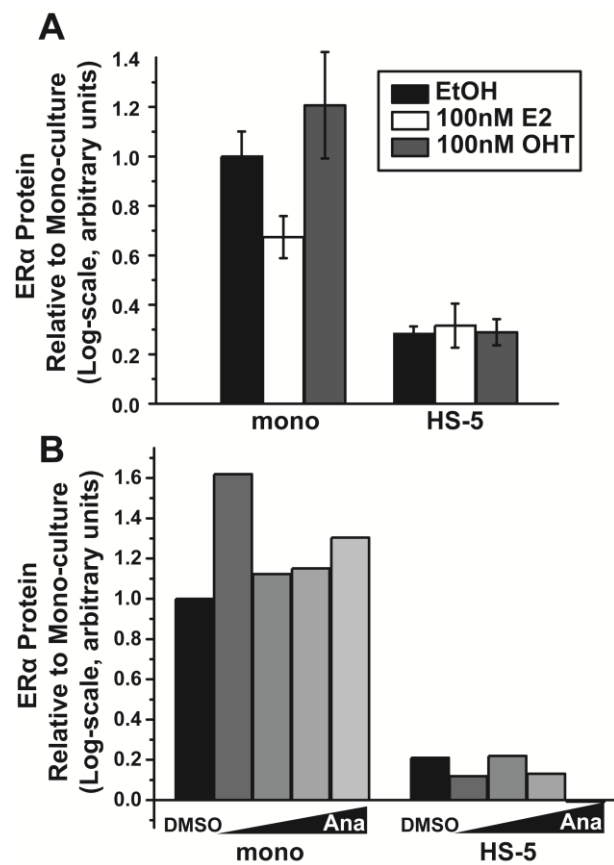 A
ERα Protein
Relative to Mono-culture
(Log-scale, arbitrary units)
1.4
1.2
1.0
0.8
0.6
0.4
0.2
0.0
EtOH
100nM E2
100nM OHT
mono
HS-5
B
ERα Protein
Relative to Mono-culture
(Log-scale, arbitrary units)
1.6
1.4
1.2
1.0
0.8
0.6
0.4
0.2
0.0
DMSO
Ana
DMSO
Ana
mono
HS-5